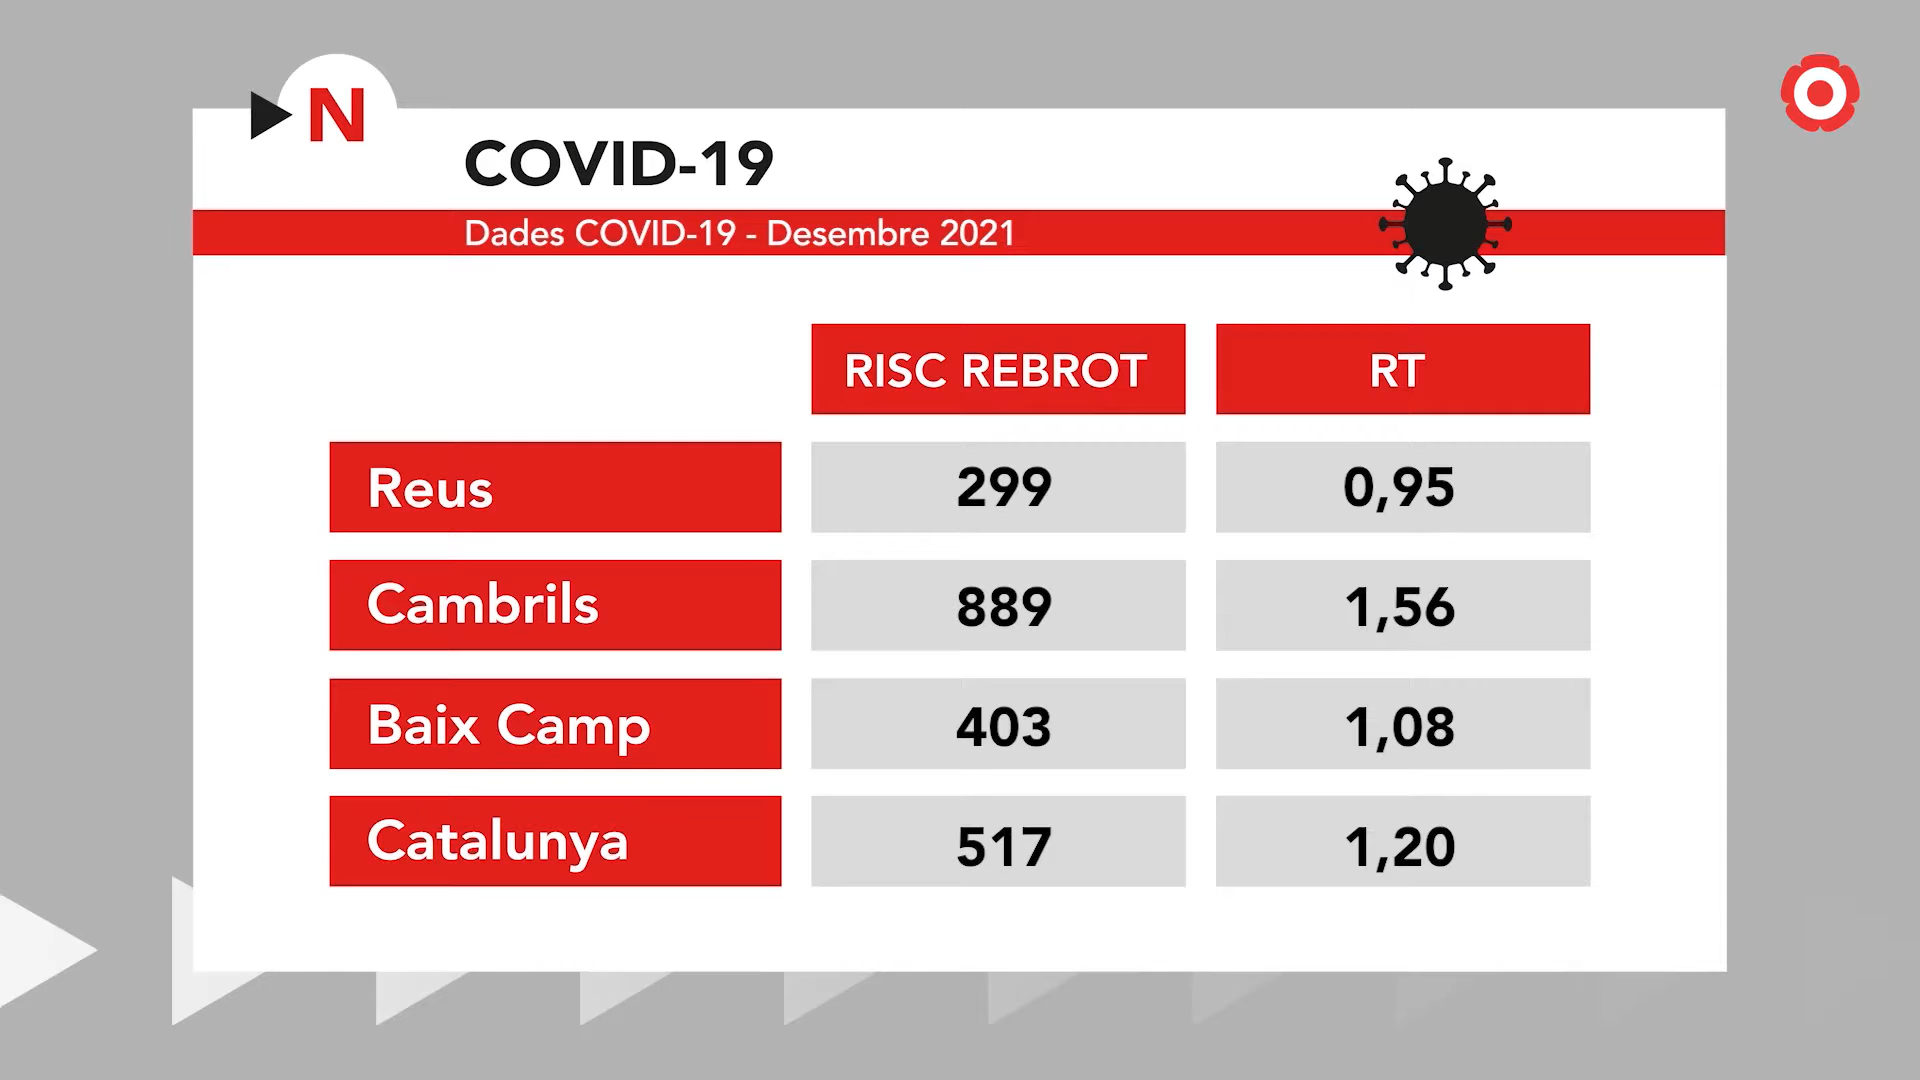 N
COVID-19
Dades COVID-19 - Desembre 2021
RISC REBROT RT
Reus 299 0,95
Cambrils 889 1,56
Baix Camp 403 1,08
Catalunya 517 1,20